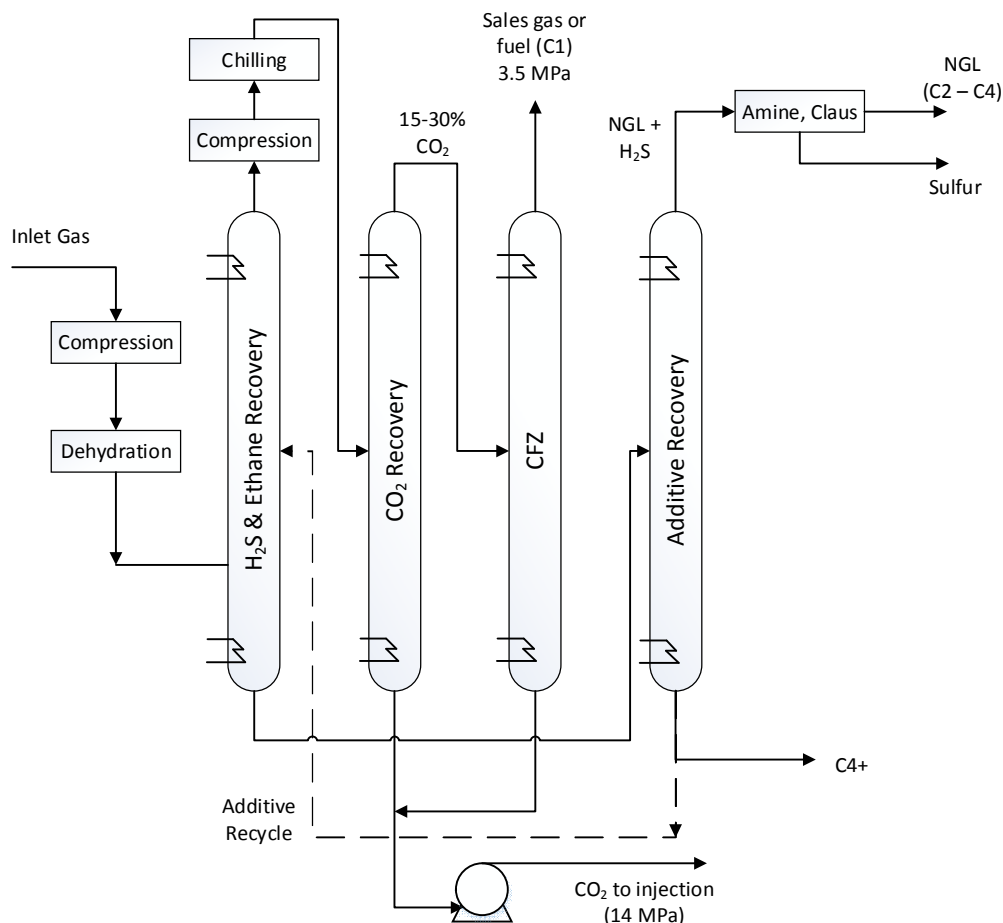 Sales gas or
fuel (C1)
3.5 MPa
NGL
(C2 – C4)
Chilling
Amine, Claus
15-30%
CO₂
NGL +
H₂S
Compression
Sulfur
Inlet Gas
Compression
Dehydration
H₂S & Ethane Recovery
CO₂ Recovery
CFZ
Additive Recovery
C4+
Additive
Recycle
CO₂ to injection
(14 MPa)